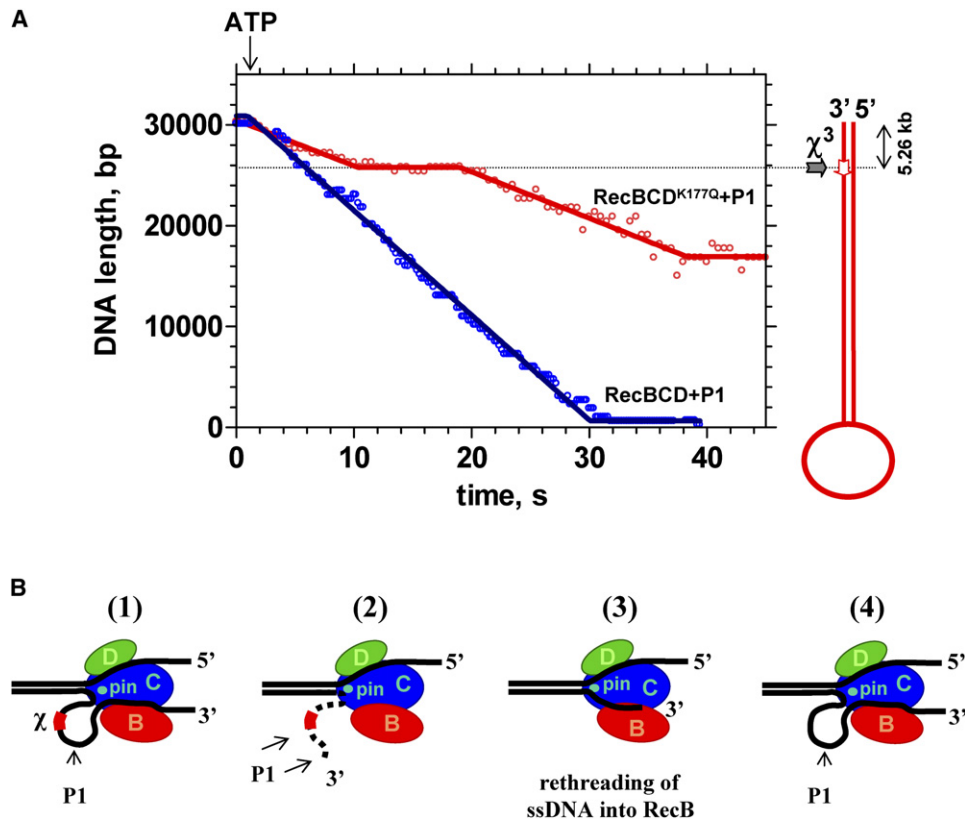 A
ATP
DNA length, bp
30000
20000
10000
0
0 10 20 30 40
time, s
RecBCD^K177Q+P1
RecBCD+P1
3' 5'
χ^3
5.26 kb
B
(1) (2) (3) (4)
D
C
pin
B
5'
3'
χ
P1
D
C
pin
B
5'
P1
3'
D
C
pin
B
5'
3'
rethreading of
ssDNA into RecB
D
C
pin
B
5'
3'
P1